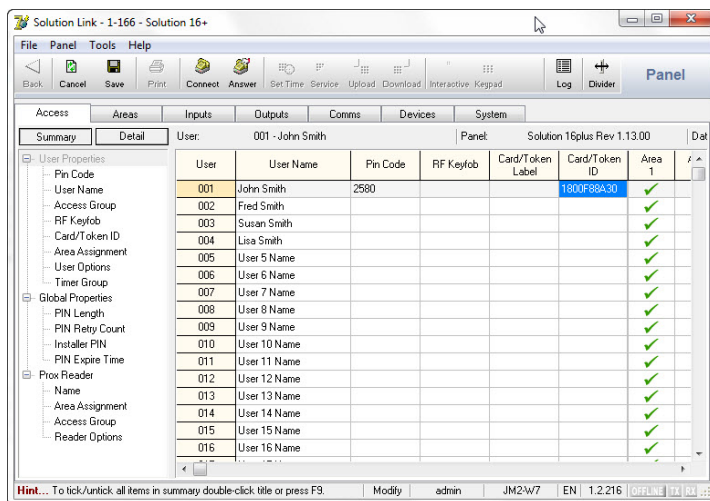 Solution Link - 1-166 - Solution 16+
File Panel Tools Help
Back Cancel Save Print Connect Answer Set Time Service Upload Download Interactive Keypad Log Divider Panel
Access Areas Inputs Outputs Comms Devices System
Summary Detail User: 001 - John Smith Panel: Solution 16plus Rev 1.13.00 Dat
User Properties
Pin Code
User Name
Access Group
RF Keyfob
Card/Token ID
Area Assignment
User Options
Timer Group
Global Properties
PIN Length
PIN Retry Count
Installer PIN
PIN Expire Time
Prox Reader
Name
Area Assignment
Access Group
Reader Options
User User Name Pin Code RF Keyfob Card/Token Label Card/Token ID Area 1
001 John Smith 2580 1800F88A30
002 Fred Smith
003 Susan Smith
004 Lisa Smith
005 User 5 Name
006 User 6 Name
007 User 7 Name
008 User 8 Name
009 User 9 Name
010 User 10 Name
011 User 11 Name
012 User 12 Name
013 User 13 Name
014 User 14 Name
015 User 15 Name
016 User 16 Name
Hint... To tick/untick all items in summary double-click title or press F9. Modify admin JM2-W7 EN 1.2.216 OFFLINE TX RX